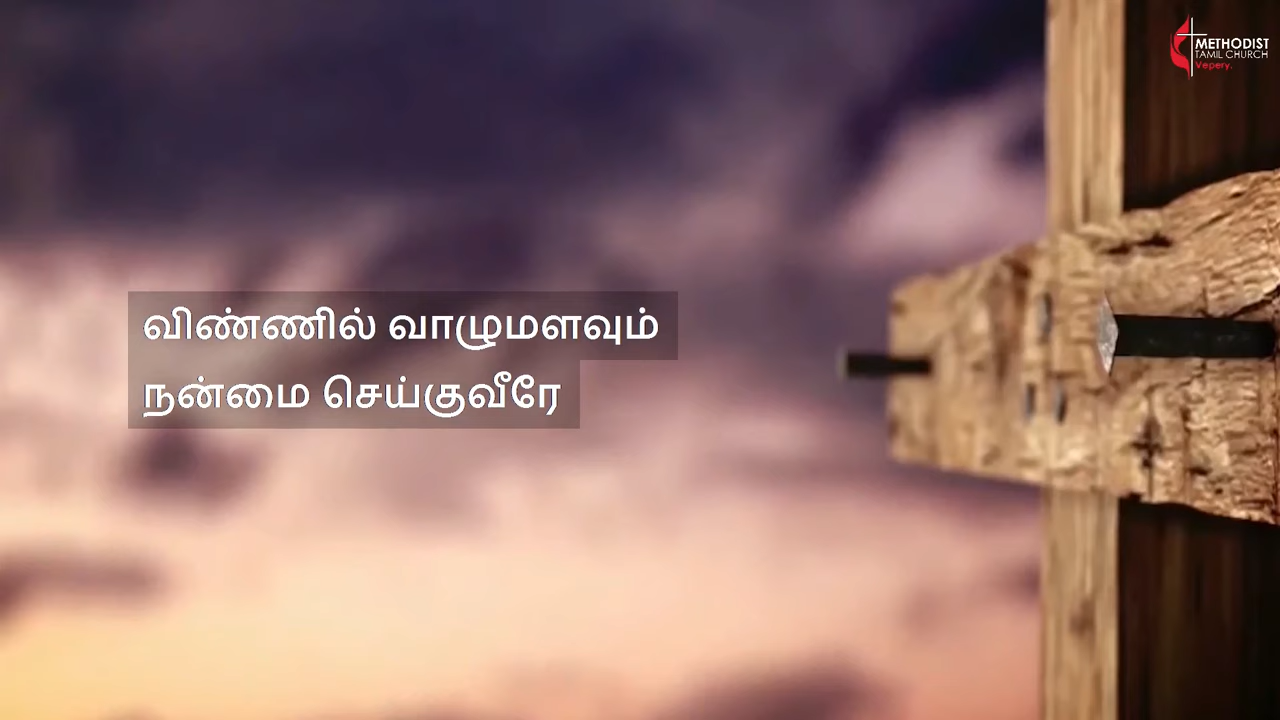 METHODIST
TAMIL CHURCH
Vepery.
விண்ணில் வாழுமளவும்
நன்மை செய்குவீரே